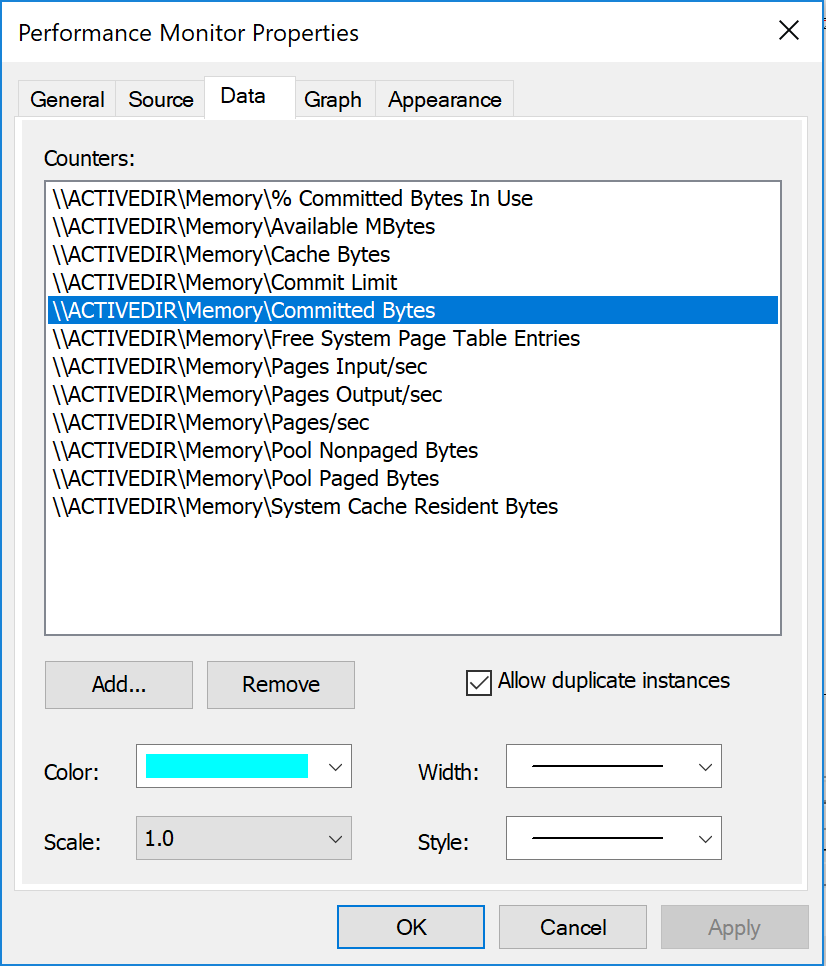 Performance Monitor Properties
General Source Data Graph Appearance
Counters:
\\ACTIVEDIR\Memory\% Committed Bytes In Use
\\ACTIVEDIR\Memory\Available MBytes
\\ACTIVEDIR\Memory\Cache Bytes
\\ACTIVEDIR\Memory\Commit Limit
\\ACTIVEDIR\Memory\Committed Bytes
\\ACTIVEDIR\Memory\Free System Page Table Entries
\\ACTIVEDIR\Memory\Pages Input/sec
\\ACTIVEDIR\Memory\Pages Output/sec
\\ACTIVEDIR\Memory\Pages/sec
\\ACTIVEDIR\Memory\Pool Nonpaged Bytes
\\ACTIVEDIR\Memory\Pool Paged Bytes
\\ACTIVEDIR\Memory\System Cache Resident Bytes
Add... Remove Allow duplicate instances
Color: Width:
Scale: 1.0 Style:
OK Cancel Apply